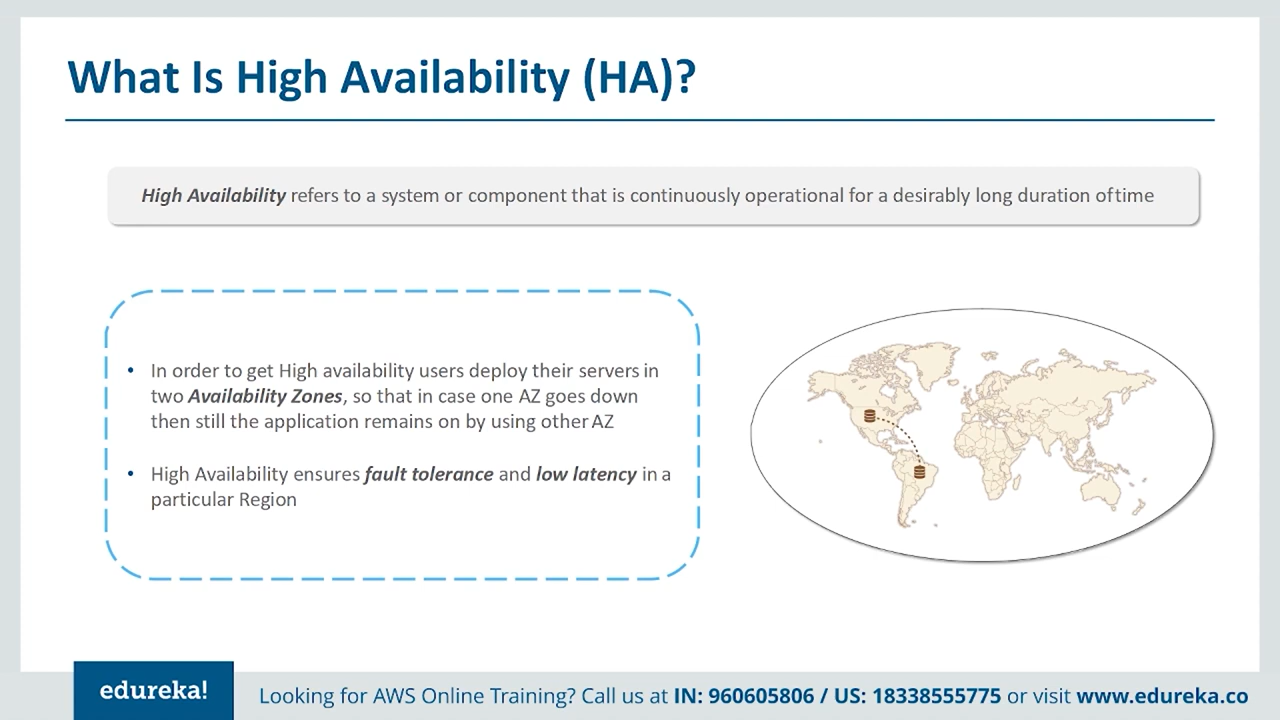 What Is High Availability (HA)?
High Availability refers to a system or component that is continuously operational for a desirably long duration of time
• In order to get High availability users deploy their servers in
two Availability Zones, so that in case one AZ goes down
then still the application remains on by using other AZ
• High Availability ensures fault tolerance and low latency in a
particular Region
edureka!
Looking for AWS Online Training? Call us at IN: 960605806 / US: 18338555775 or visit www.edureka.co